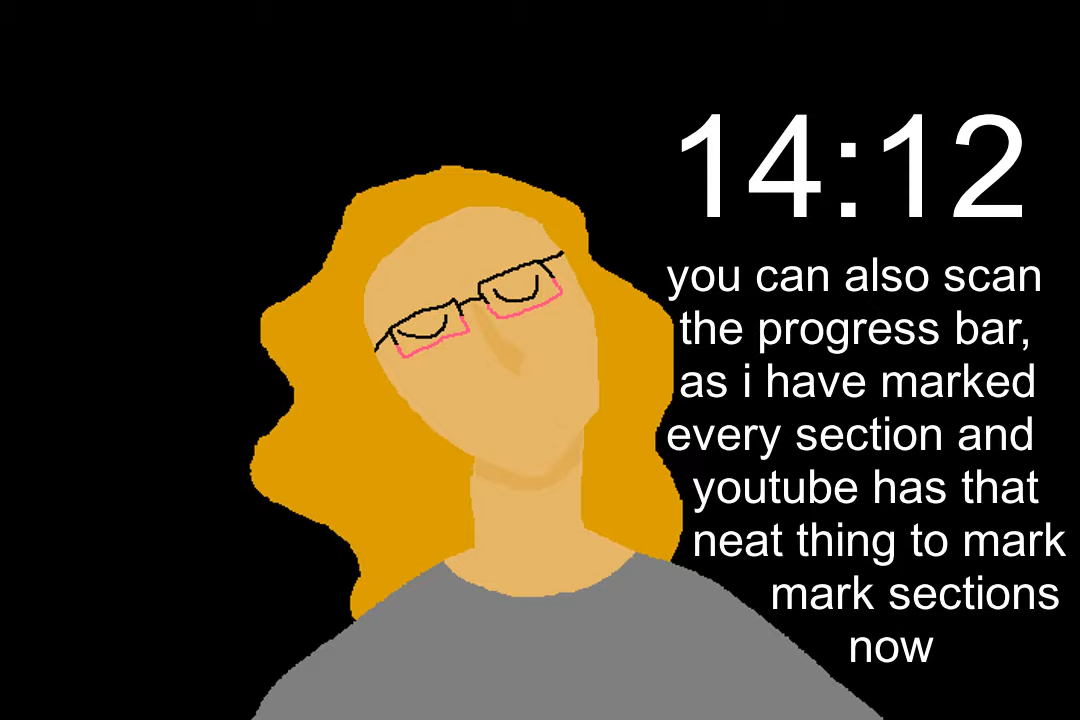 14:12
you can also scan
the progress bar,
as i have marked
every section and
youtube has that
neat thing to mark
mark sections
now